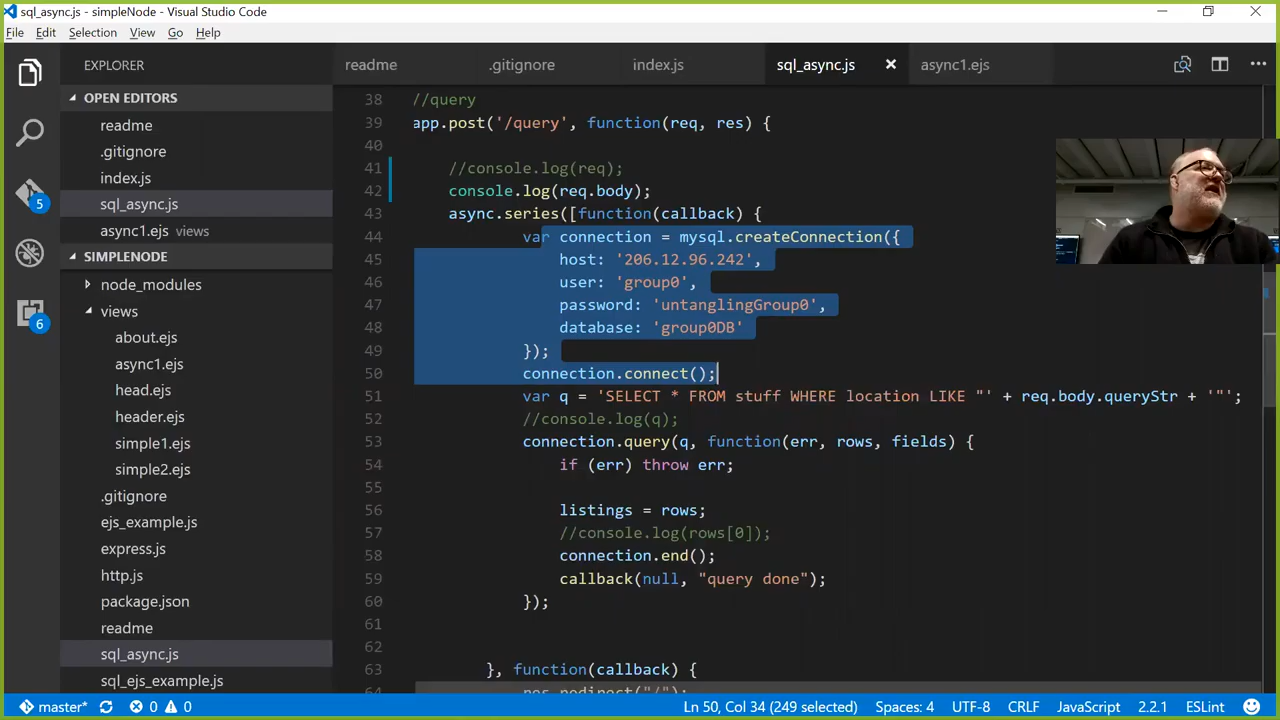 sql_async.js - simpleNode - Visual Studio Code
File Edit Selection View Go Help
EXPLORER
OPEN EDITORS
readme
.gitignore
index.js
sql_async.js
async1.ejs views
SIMPLENODE
node_modules
views
about.ejs
async1.ejs
head.ejs
header.ejs
simple1.ejs
simple2.ejs
.gitignore
ejs_example.js
express.js
http.js
package.json
readme
sql_async.js
sql_ejs_example.js
5
6
readme .gitignore index.js sql_async.js async1.ejs
38 //query
39 app.post('/query', function(req, res) {
40
41 //console.log(req);
42 console.log(req.body);
43 async.series([function(callback) {
44 var connection = mysql.createConnection({
45 host: '206.12.96.242',
46 user: 'group0',
47 password: 'untanglingGroup0',
48 database: 'group0DB'
49 });
50 connection.connect();
51 var q = 'SELECT * FROM stuff WHERE location LIKE "' + req.body.queryStr + '"';
52 //console.log(q);
53 connection.query(q, function(err, rows, fields) {
54 if (err) throw err;
55
56 listings = rows;
57 //console.log(rows[0]);
58 connection.end();
59 callback(null, "query done");
60 });
61
62
63 }, function(callback) {
64 res.redirect("/");
master* 0 0 Ln 50, Col 34 (249 selected) Spaces: 4 UTF-8 CRLF JavaScript 2.2.1 ESLint